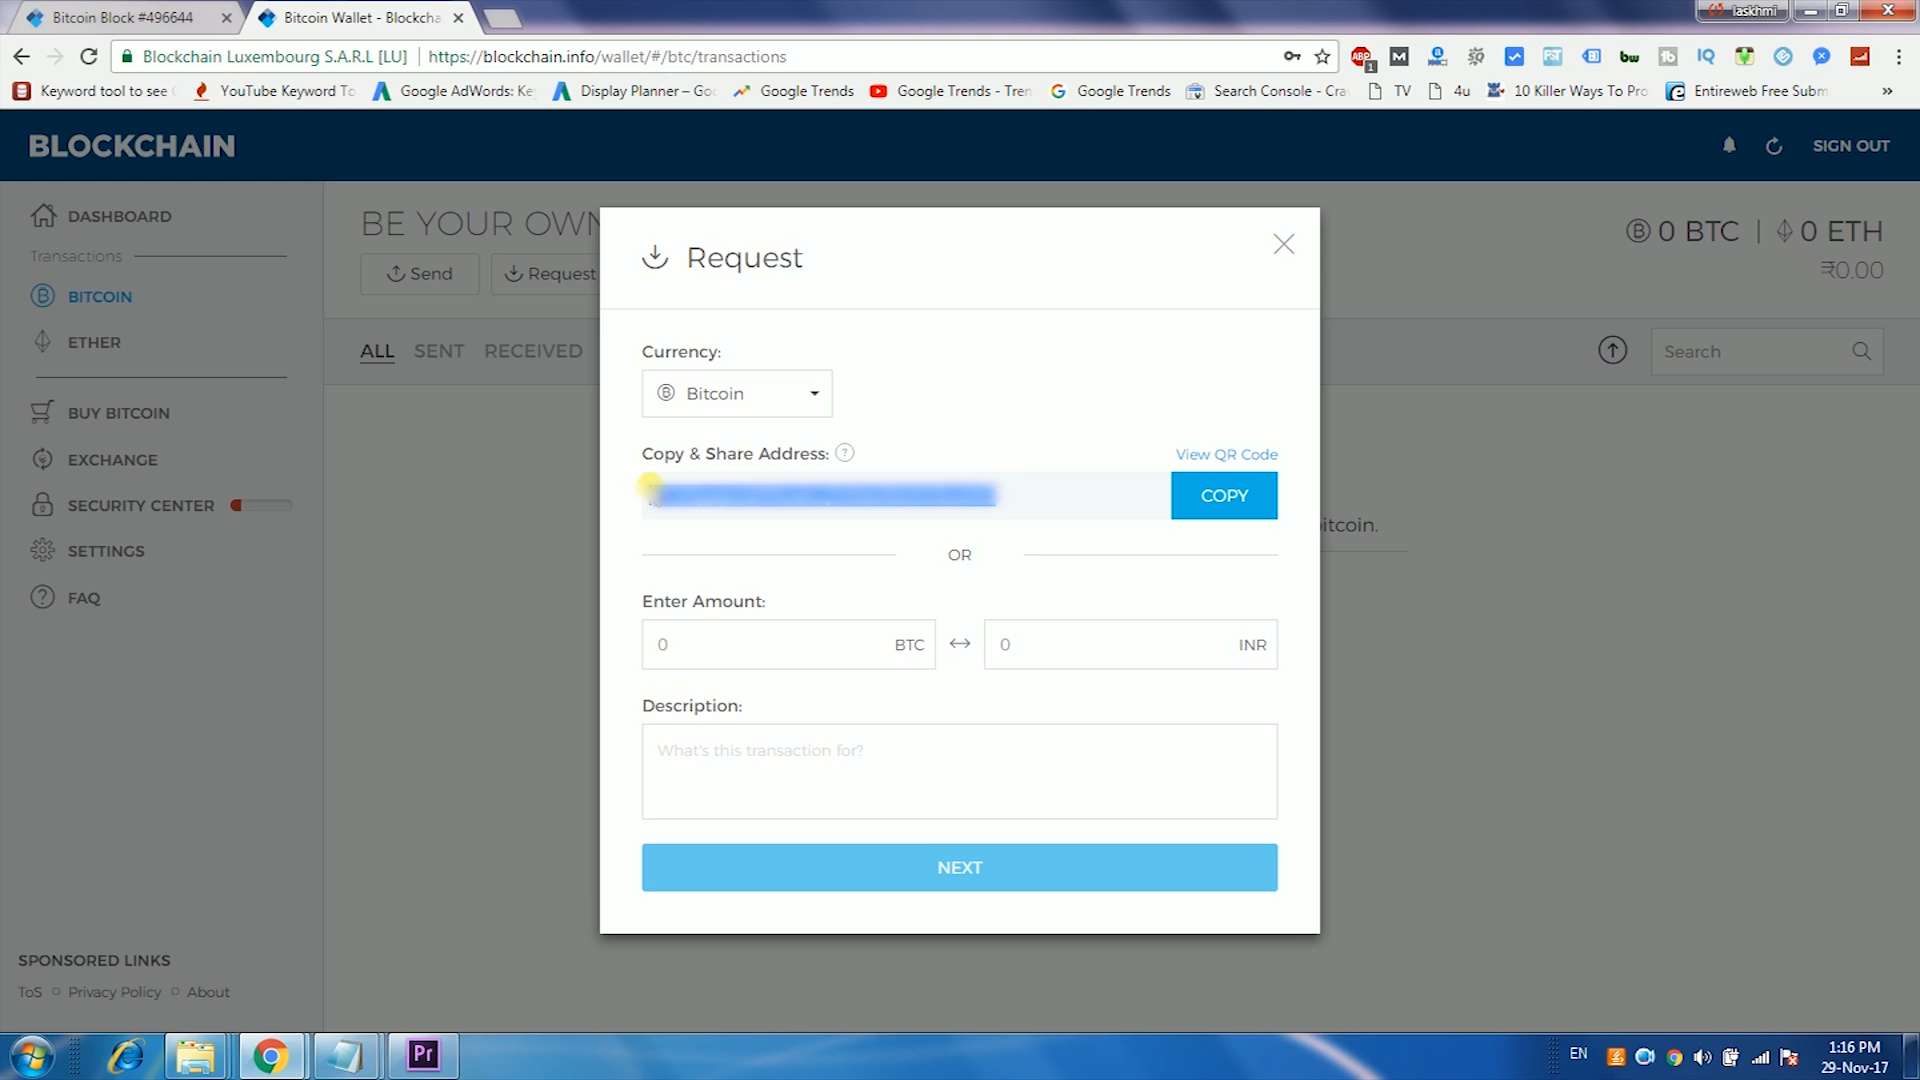 Bitcoin Block #496644
Bitcoin Wallet - Blockcha
laskhmi
Blockchain Luxembourg S.A.R.L [LU]
https://blockchain.info/wallet/#/btc/transactions
Keyword tool to see
YouTube Keyword To
Google AdWords: Ke
Display Planner – Goo
Google Trends
Google Trends - Tren
Google Trends
Search Console - Cra
TV
4u
10 Killer Ways To Pro
Entireweb Free Subm
»
BLOCKCHAIN
SIGN OUT
DASHBOARD
Transactions
BITCOIN
ETHER
BUY BITCOIN
EXCHANGE
SECURITY CENTER
SETTINGS
FAQ
SPONSORED LINKS
ToS
Privacy Policy
About
BE YOUR OWN
Send
Request
0 BTC | 0 ETH
₹0.00
ALL SENT RECEIVED
Search
itcoin.
Request
Currency:
Bitcoin
Copy & Share Address: ?
View QR Code
COPY
OR
Enter Amount:
0 BTC
0 INR
Description:
What's this transaction for?
NEXT
Pr
EN
1:16 PM
29-Nov-17